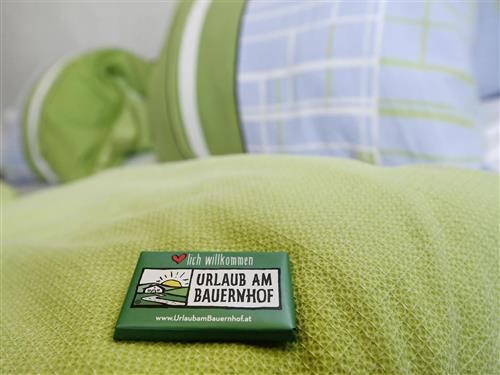 lich willkommen
URLAUB AM
BAUERNHOF
www.UrlaubamBauernhof.at